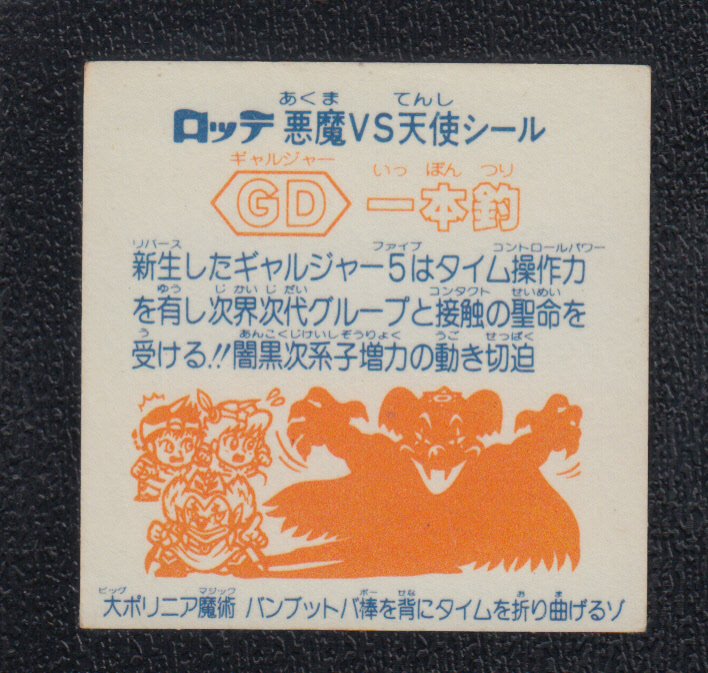 あくま てんし
ロッテ 悪魔VS天使シール
ギャルジャー いっ ぽん つり
GD 一本釣
リバース ファイブ コントロールパワー
新生したギャルジャー5はタイム操作力
ゆう じ かい じ だい コンタクト せいめい
を有し次界次代グループと接触の聖命を
う あんこくじけいしぞうりょく うご せっぱく
受ける!!闇黒次系子増力の動き切迫
ビッグ マジック ボー せな お ま
大ポリニア魔術 バンブットバ棒を背にタイムを折り曲げるゾ